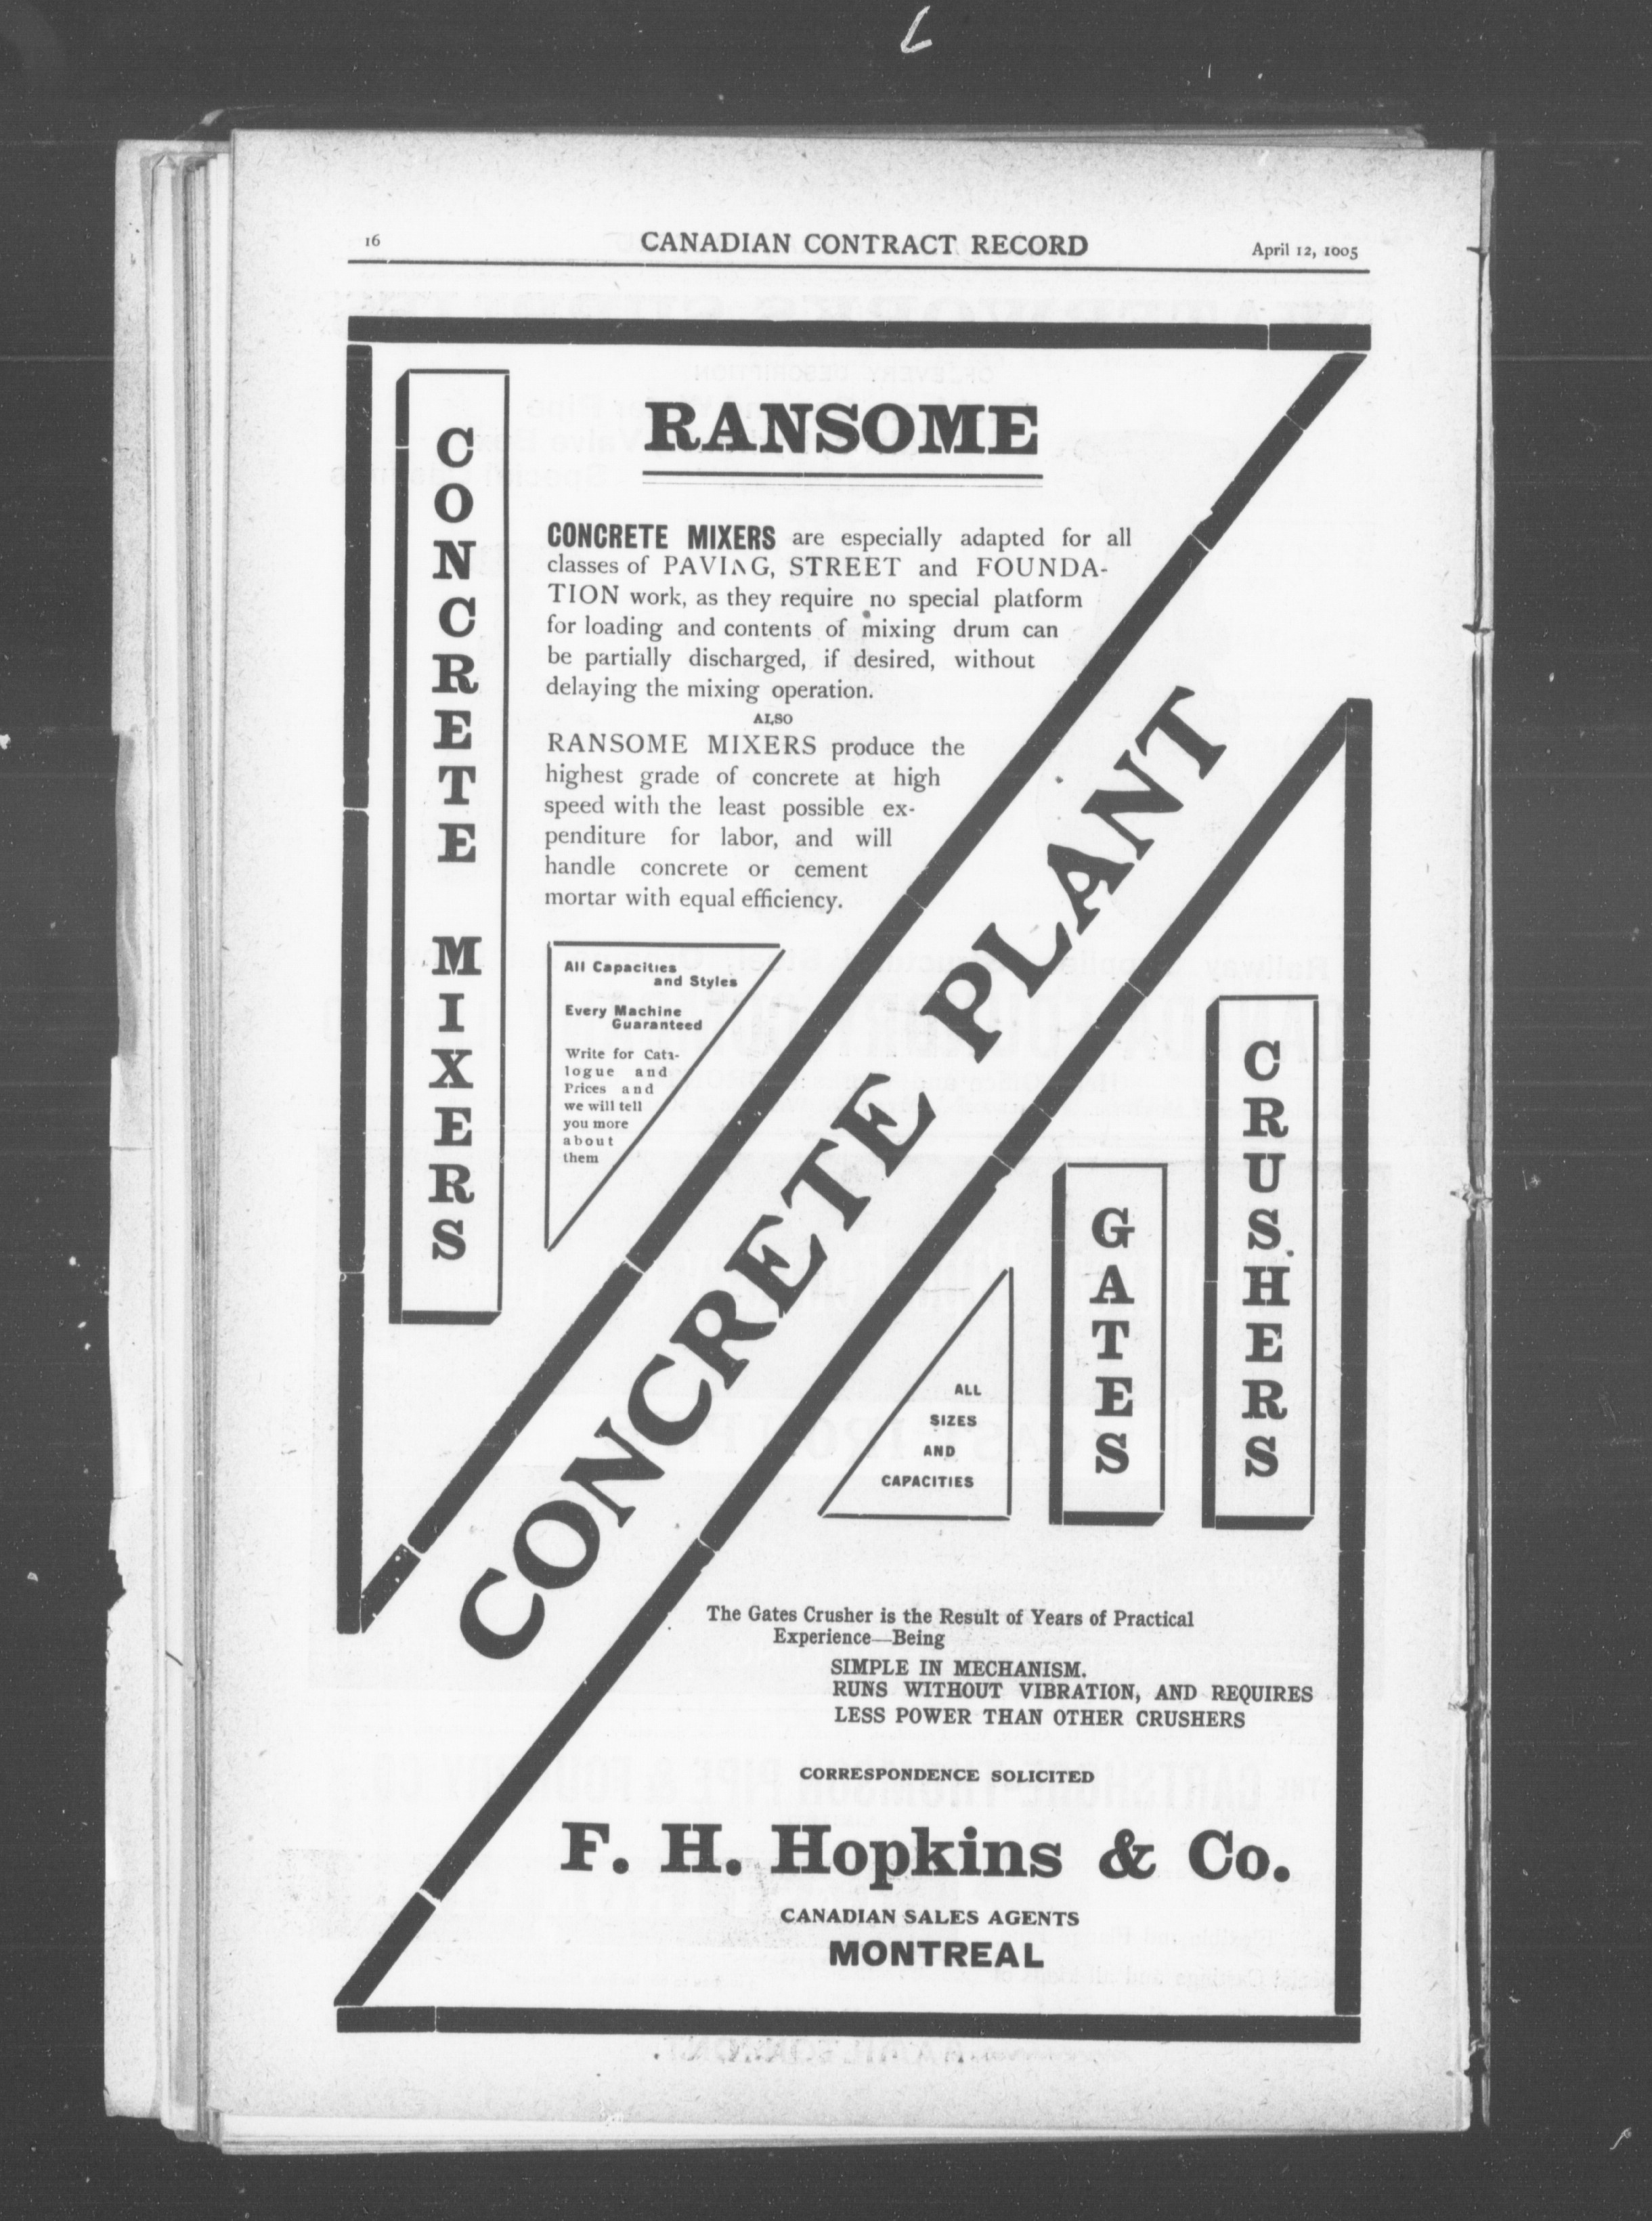 16
CANADIAN CONTRACT RECORD
April 12, 1905
CONCRETE MIXERS
RANSOME
CONCRETE MIXERS are especially adapted for all
classes of PAVING, STREET and FOUNDA-
TION work, as they require no special platform
for loading and contents of mixing drum can
be partially discharged, if desired, without
delaying the mixing operation.
ALSO
RANSOME MIXERS produce the
highest grade of concrete at high
speed with the least possible ex-
penditure for labor, and will
handle concrete or cement
mortar with equal efficiency.
All Capacities
and Styles
Every Machine
Guaranteed
Write for Cata-
logue and
Prices and
we will tell
you more
about
them
CONCRETE PLANT
ALL
SIZES
AND
CAPACITIES
GATES
CRUSHERS
The Gates Crusher is the Result of Years of Practical
Experience—Being
SIMPLE IN MECHANISM.
RUNS WITHOUT VIBRATION, AND REQUIRES
LESS POWER THAN OTHER CRUSHERS
CORRESPONDENCE SOLICITED
F. H. Hopkins & Co.
CANADIAN SALES AGENTS
MONTREAL